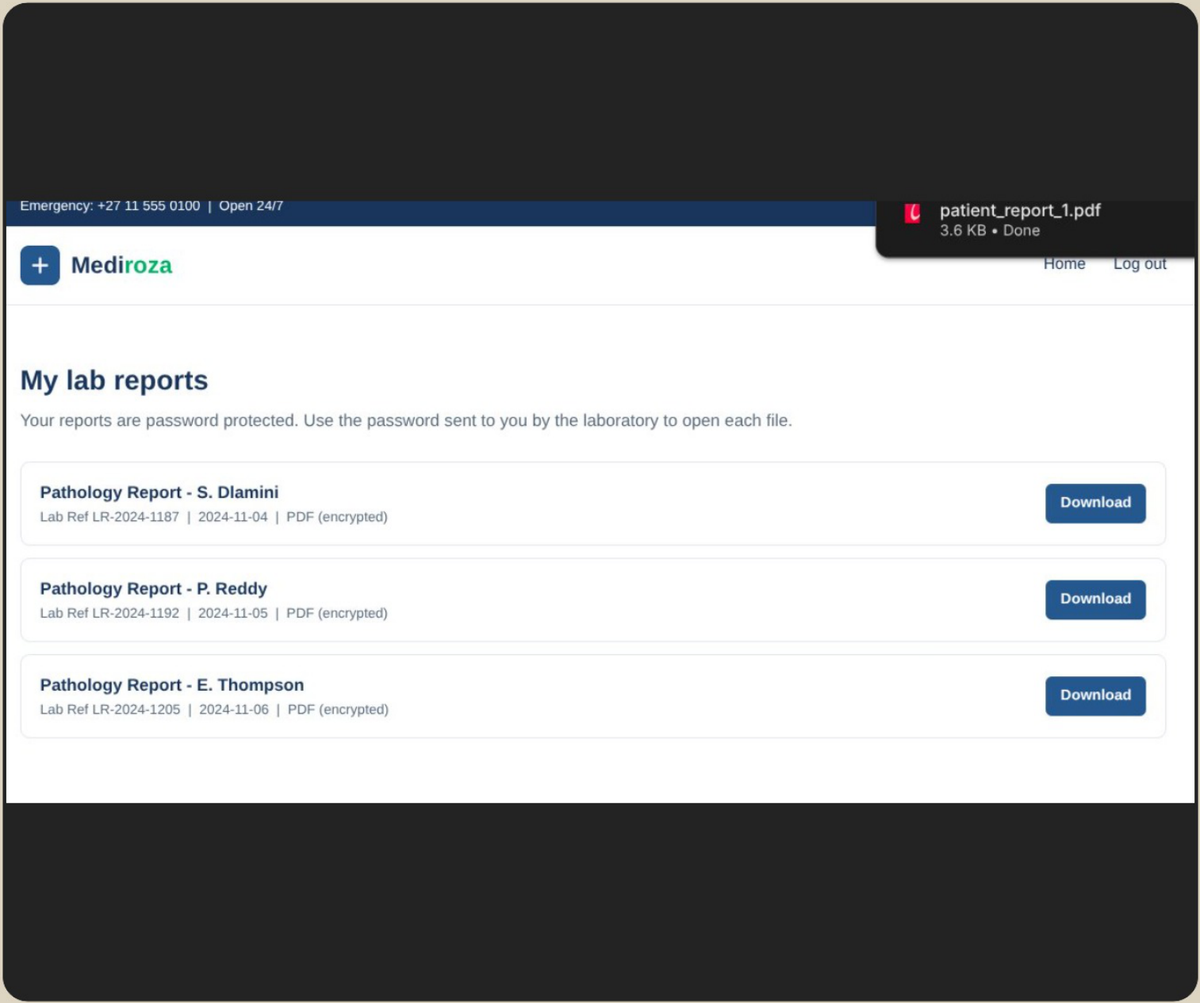 Emergency: +27 11 555 0100 | Open 24/7
patient_report_1.pdf
3.6 KB • Done
Mediroza
Home Log out
My lab reports
Your reports are password protected. Use the password sent to you by the laboratory to open each file.
Pathology Report - S. Dlamini
Lab Ref LR-2024-1187 | 2024-11-04 | PDF (encrypted)
Download
Pathology Report - P. Reddy
Lab Ref LR-2024-1192 | 2024-11-05 | PDF (encrypted)
Download
Pathology Report - E. Thompson
Lab Ref LR-2024-1205 | 2024-11-06 | PDF (encrypted)
Download